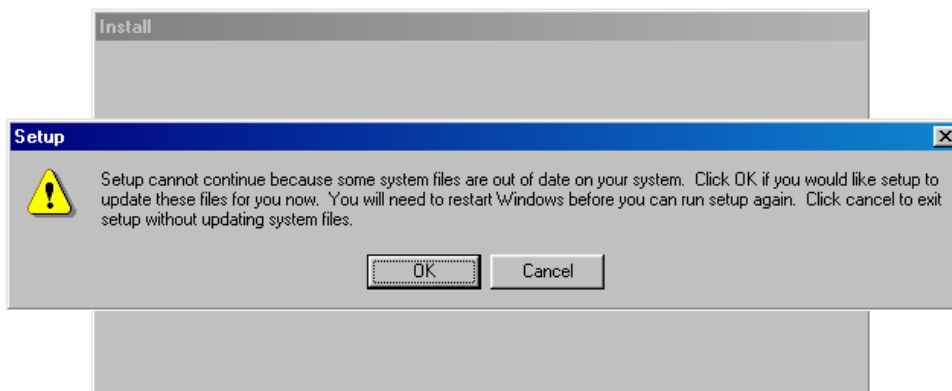 Install
Setup
Setup cannot continue because some system files are out of date on your system.  Click OK if you would like setup to
update these files for you now.  You will need to restart Windows before you can run setup again.  Click cancel to exit
setup without updating system files.
OK
Cancel